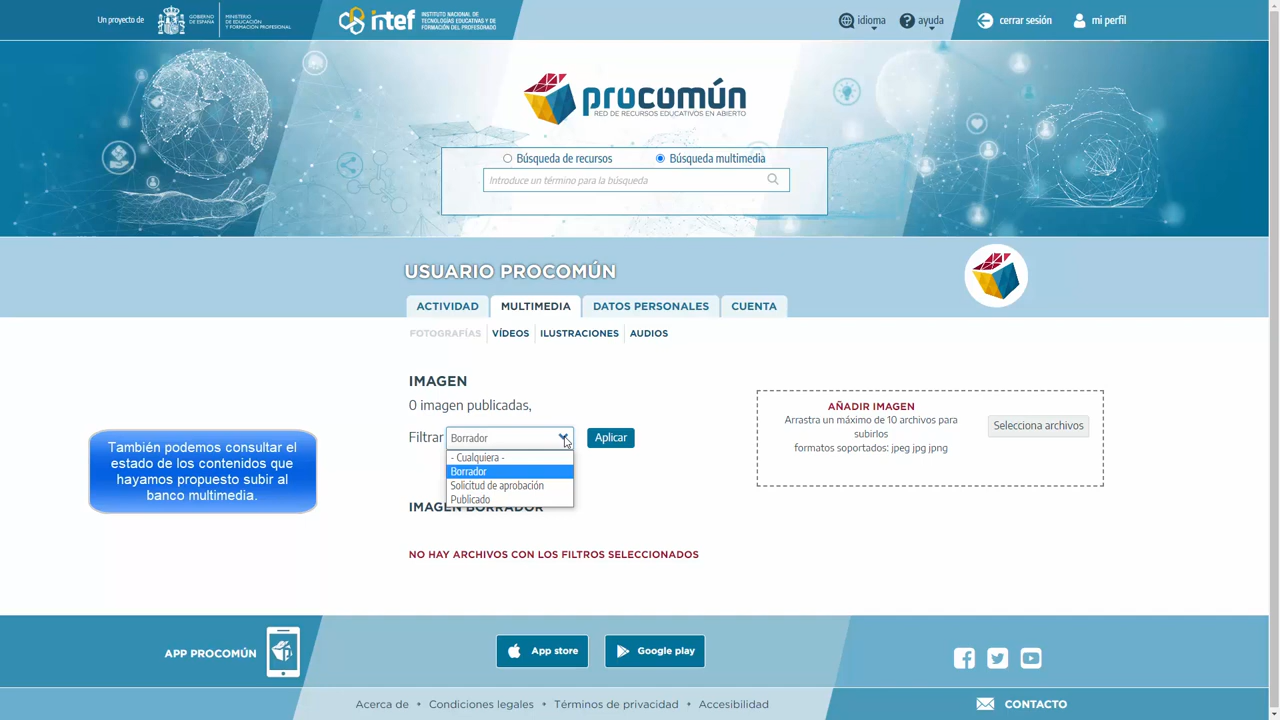 Un proyecto de
GOBIERNO DE ESPAÑA
MINISTERIO DE EDUCACIÓN Y FORMACIÓN PROFESIONAL
intef
INSTITUTO NACIONAL DE
TECNOLOGÍAS EDUCATIVAS Y DE
FORMACIÓN DEL PROFESORADO
idioma
ayuda
cerrar sesión
mi perfil
procomún
RED DE RECURSOS EDUCATIVOS EN ABIERTO
Búsqueda de recursos
Búsqueda multimedia
Introduce un término para la búsqueda
USUARIO PROCOMÚN
ACTIVIDAD
MULTIMEDIA
DATOS PERSONALES
CUENTA
FOTOGRAFÍAS
VÍDEOS
ILUSTRACIONES
AUDIOS
IMAGEN
0 imagen publicadas,
Filtrar
Borrador
Aplicar
- Cualquiera -
Borrador
Solicitud de aprobación
Publicado
IMAGEN BORRADOR
NO HAY ARCHIVOS CON LOS FILTROS SELECCIONADOS
AÑADIR IMAGEN
Arrastra un máximo de 10 archivos para
subirlos
formatos soportados: jpeg jpg jpng
Selecciona archivos
También podemos consultar el
estado de los contenidos que
hayamos propuesto subir al
banco multimedia.
APP PROCOMÚN
App store
Google play
Acerca de • Condiciones legales • Términos de privacidad • Accesibilidad
CONTACTO